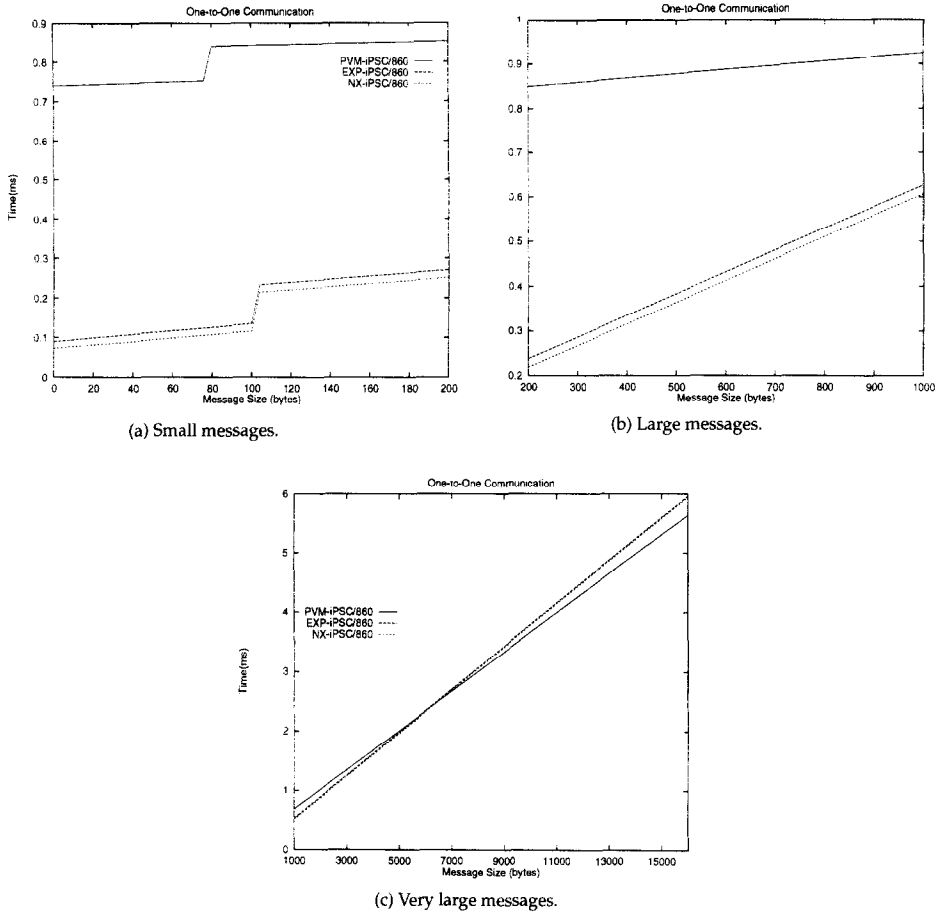 One-to-One Communication
0.9
0.8
0.7
0.6
0.5
0.4
0.3
0.2
0.1
0
Time(ms)
PVM-iPSC/860
EXP-iPSC/860
NX-iPSC/860
0 20 40 60 80 100 120 140 160 180 200
Message Size (bytes)
(a) Small messages.
One-to-One Communication
1
0.9
0.8
0.7
0.6
0.5
0.4
0.3
0.2
200 300 400 500 600 700 800 900 1000
Message Size (bytes)
(b) Large messages.
One-to-One Communication
6
5
4
3
2
1
0
Time(ms)
PVM-iPSC/860
EXP-iPSC/860
NX-iPSC/860
1000 3000 5000 7000 9000 11000 13000 15000
Message Size (bytes)
(c) Very large messages.